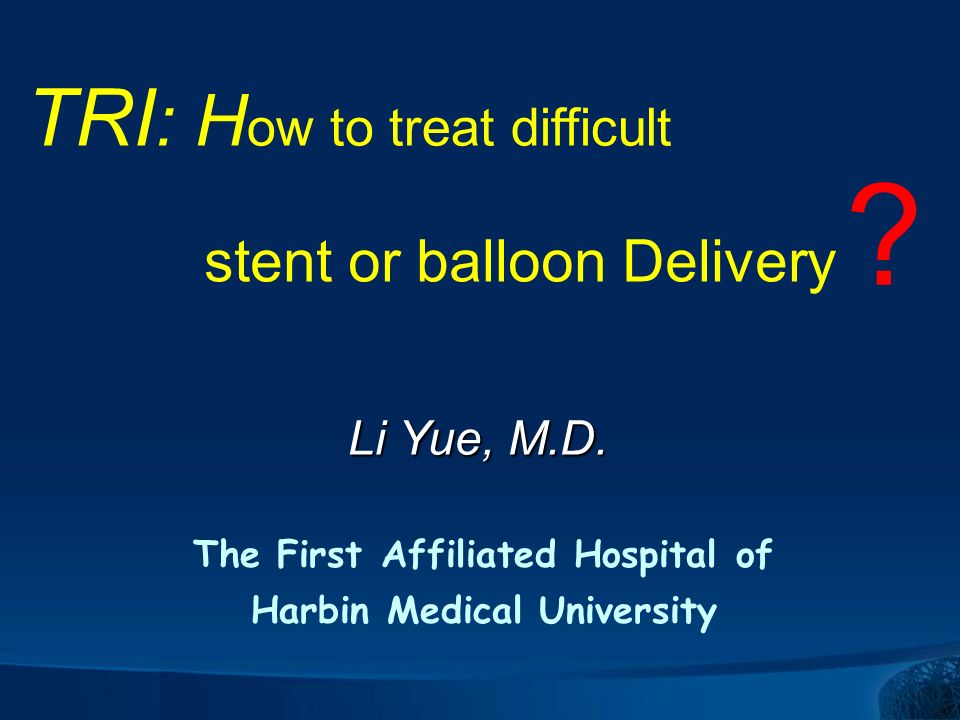 TRI: How to treat difficult
stent or balloon Delivery ?
Li Yue, M.D.
The First Affiliated Hospital of
Harbin Medical University